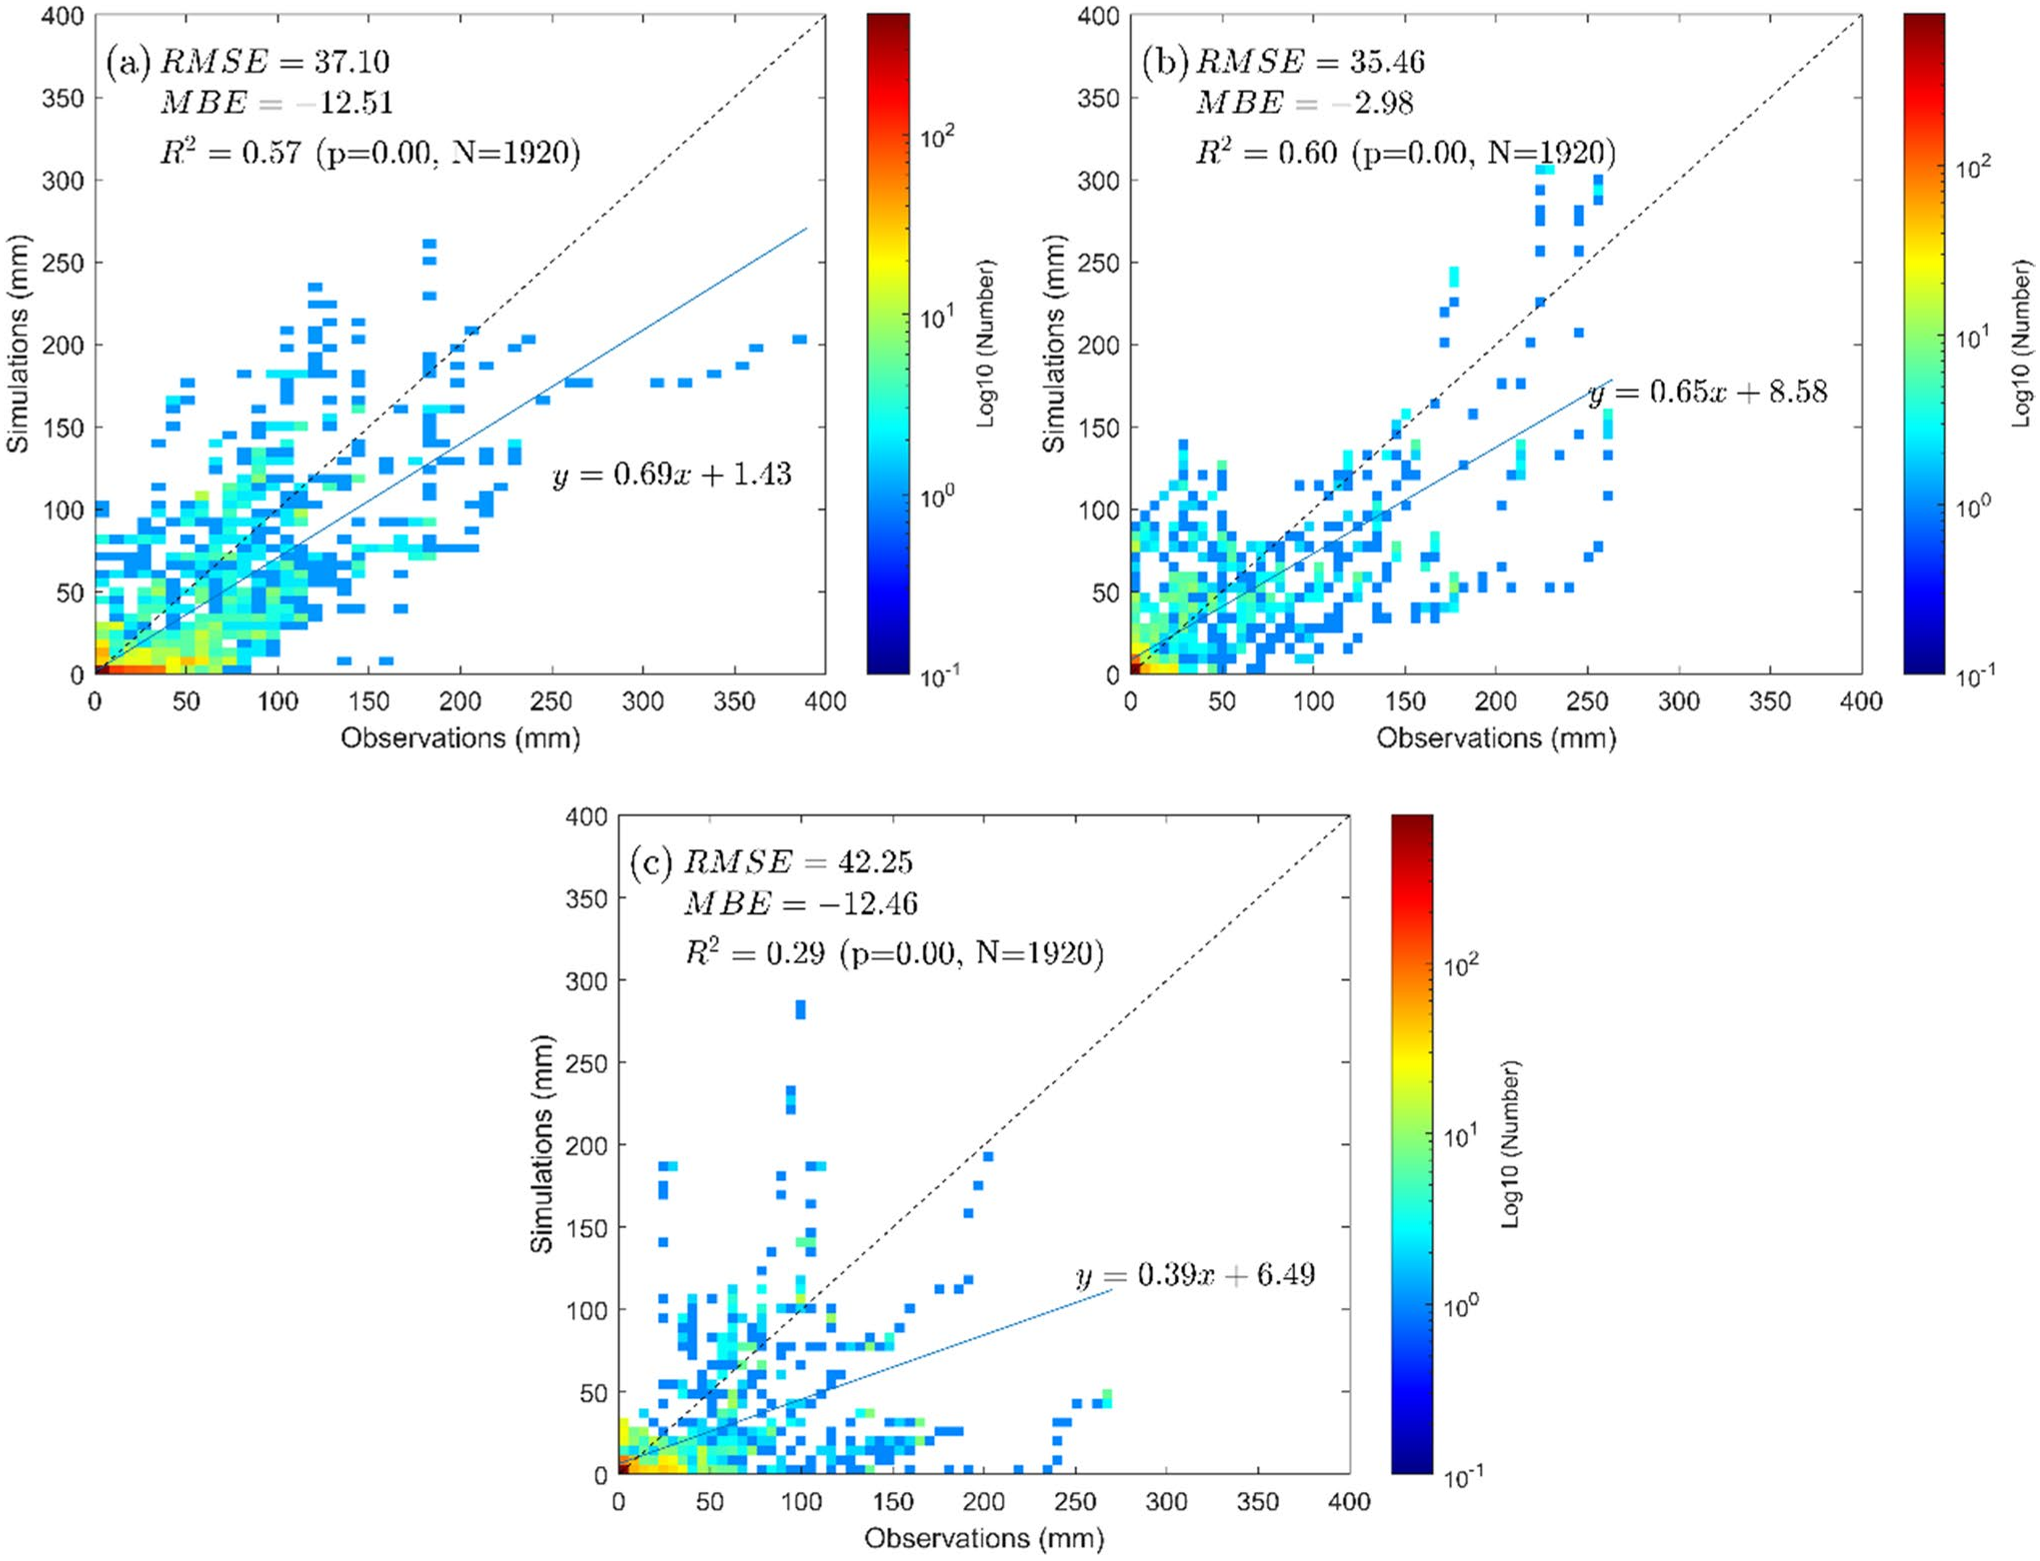 (a) RMSE = 37.10
MBE = −12.51
R² = 0.57 (p=0.00, N=1920)
y = 0.69x + 1.43
400
350
300
250
200
150
100
50
0
0 50 100 150 200 250 300 350 400
Simulations (mm)
Observations (mm)
10²
10¹
10⁰
10⁻¹
Log10 (Number)
(b) RMSE = 35.46
MBE = −2.98
R² = 0.60 (p=0.00, N=1920)
y = 0.65x + 8.58
400
350
300
250
200
150
100
50
0
0 50 100 150 200 250 300 350 400
Simulations (mm)
Observations (mm)
10²
10¹
10⁰
10⁻¹
Log10 (Number)
(c) RMSE = 42.25
MBE = −12.46
R² = 0.29 (p=0.00, N=1920)
y = 0.39x + 6.49
400
350
300
250
200
150
100
50
0
0 50 100 150 200 250 300 350 400
Simulations (mm)
Observations (mm)
10²
10¹
10⁰
10⁻¹
Log10 (Number)